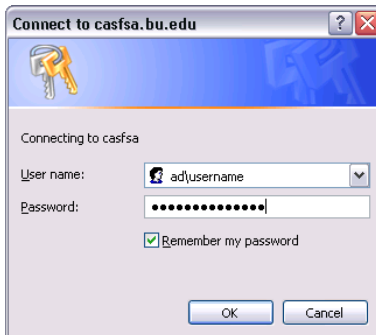 Connect to casfsa.bu.edu
Connecting to casfsa
User name: ad\username
Password: ••••••••••••••
Remember my password
OK Cancel